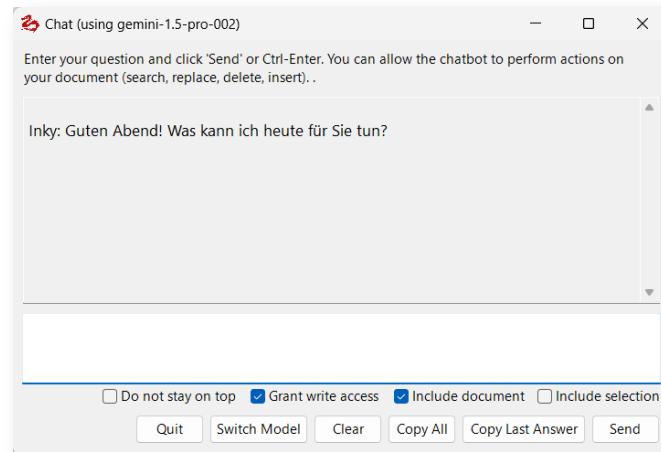 Chat (using gemini-1.5-pro-002)
Enter your question and click 'Send' or Ctrl-Enter. You can allow the chatbot to perform actions on
your document (search, replace, delete, insert). .
Inky: Guten Abend! Was kann ich heute für Sie tun?
Do not stay on top Grant write access Include document Include selection
Quit Switch Model Clear Copy All Copy Last Answer Send